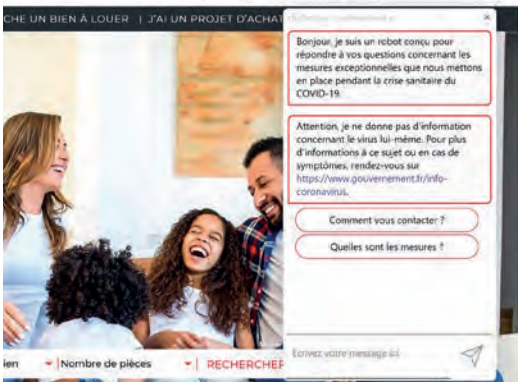 CHE UN BIEN À LOUER | J'AI UN PROJET D'ACHAT
×
Bonjour, je suis un robot conçu pour
répondre à vos questions concernant les
mesures exceptionnelles que nous mettons
en place pendant la crise sanitaire du
COVID-19.
Attention, je ne donne pas d'information
concernant le virus lui-même. Pour plus
d'informations à ce sujet ou en cas de
symptômes, rendez-vous sur
https://www.gouvernement.fr/info-
coronavirus.
Comment vous contacter ?
Quelles sont les mesures ?
Ecrivez votre message ici
ien
Nombre de pièces
RECHERCHER